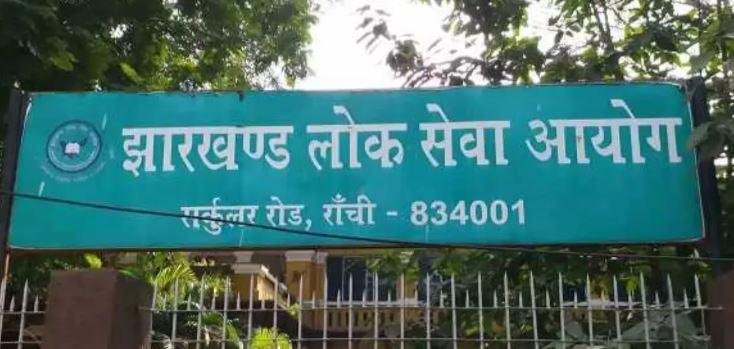 झारखण्ड लोक सेवा आयोग
सर्कुलर रोड, राँची - 834001